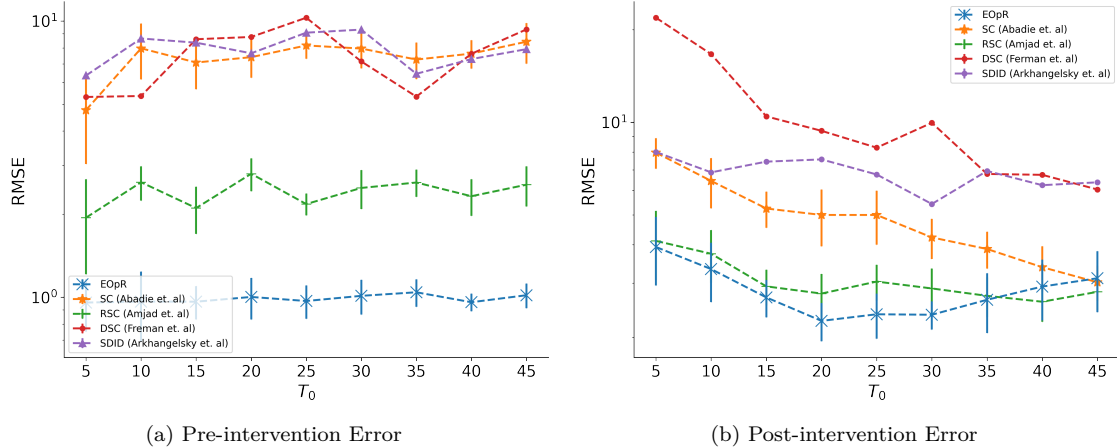 10¹
RMSE
10⁰
EOpR
SC (Abadie et. al)
RSC (Amjad et. al)
DSC (Freman et. al)
SDID (Arkhangelsky et. al)
5 10 15 20 25 30 35 40 45
T₀
(a) Pre-intervention Error
EOpR
SC (Abadie et. al)
RSC (Amjad et. al)
DSC (Ferman et. al)
SDID (Arkhangelsky et. al)
10¹
RMSE
5 10 15 20 25 30 35 40 45
T₀
(b) Post-intervention Error